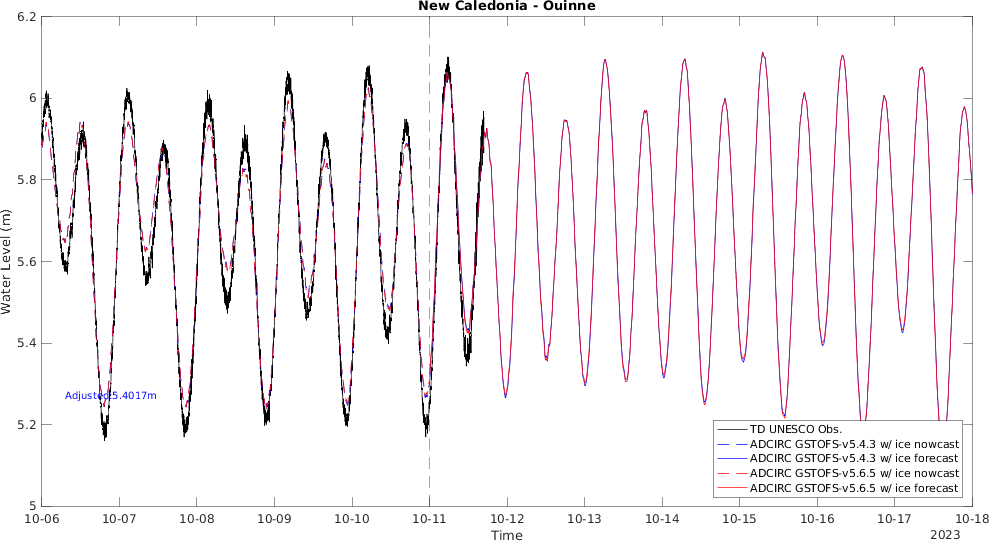 New Caledonia - Ouinne
Water Level (m)
6.2
6
5.8
5.6
5.4
5.2
5
Adjusted:5.4017m
TD UNESCO Obs.
ADCIRC GSTOFS-v5.4.3 w/ ice nowcast
ADCIRC GSTOFS-v5.4.3 w/ ice forecast
ADCIRC GSTOFS-v5.6.5 w/ ice nowcast
ADCIRC GSTOFS-v5.6.5 w/ ice forecast
10-06 10-07 10-08 10-09 10-10 10-11 10-12 10-13 10-14 10-15 10-16 10-17 10-18
Time
2023